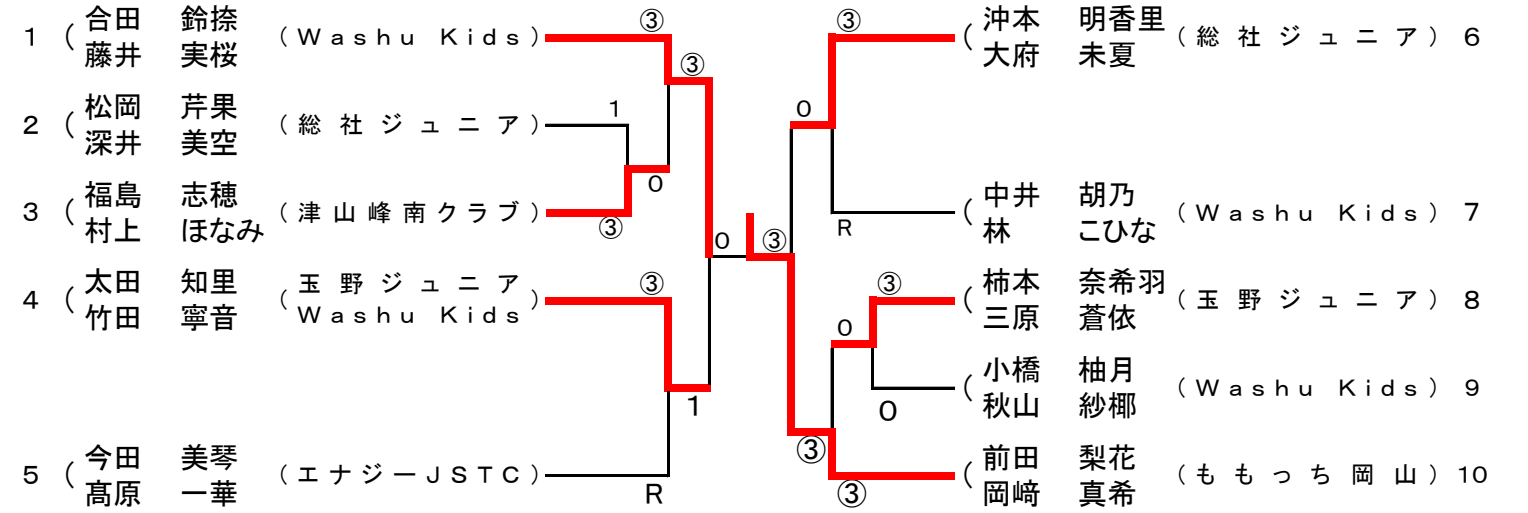 1 ( 合田 鈴捺 (Washu Kids) ③
藤井 実桜
③
2 ( 松岡 芹果 (総社ジュニア) 1
深井 美空
0
3 ( 福島 志穂 (津山峰南クラブ) ③
村上 ほなみ
0
4 ( 太田 知里 (玉野ジュニア ③
竹田 寧音 Washu Kids)
1
5 ( 今田 美琴 (エナジーJSTC) R
髙原 一華
③ ( 沖本 明香里 (総社ジュニア) 6
大府 未夏
0
R ( 中井 胡乃 (Washu Kids) 7
林 こひな
③
③ ( 柿本 奈希羽 (玉野ジュニア) 8
三原 蒼依
0
0 ( 小橋 柚月 (Washu Kids) 9
秋山 紗椰
③
③ ( 前田 梨花 (ももっち岡山) 10
岡﨑 真希